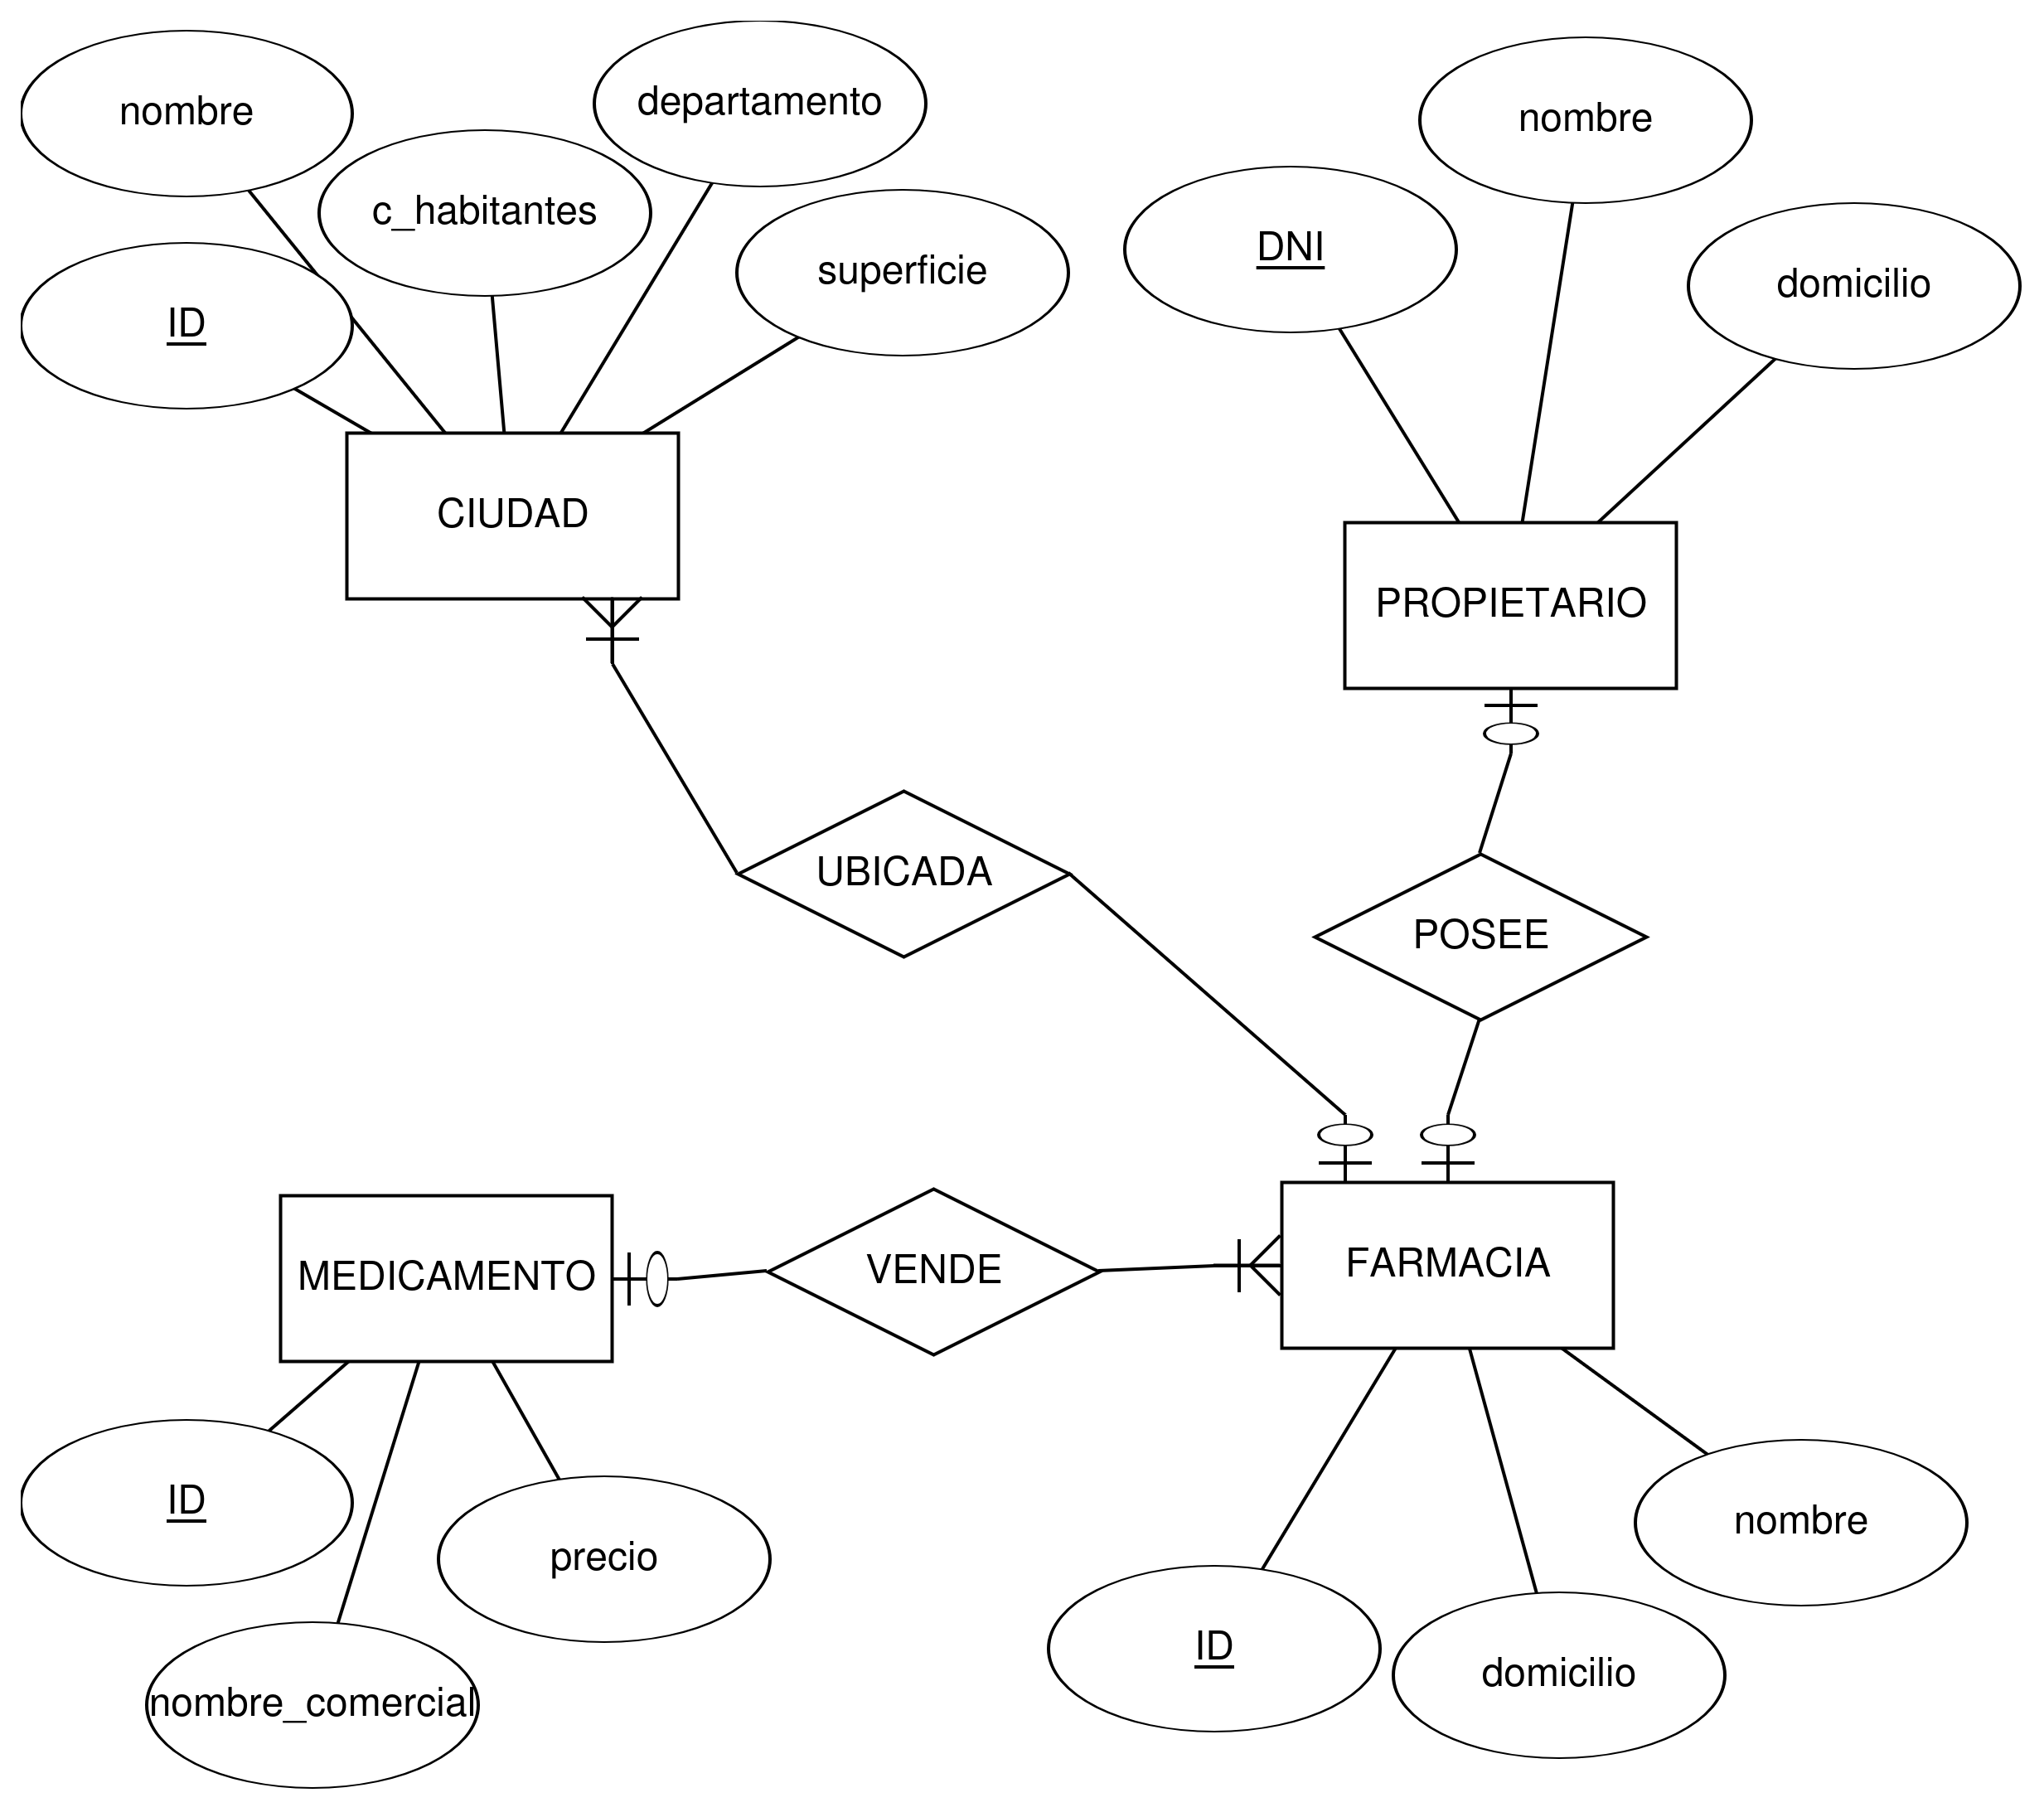 departamento
nombre
nombre
c_habitantes
DNI
superficie
domicilio
ID
CIUDAD
PROPIETARIO
UBICADA
POSEE
FARMACIA
VENDE
MEDICAMENTO
ID
nombre
precio
ID
domicilio
nombre_comercial